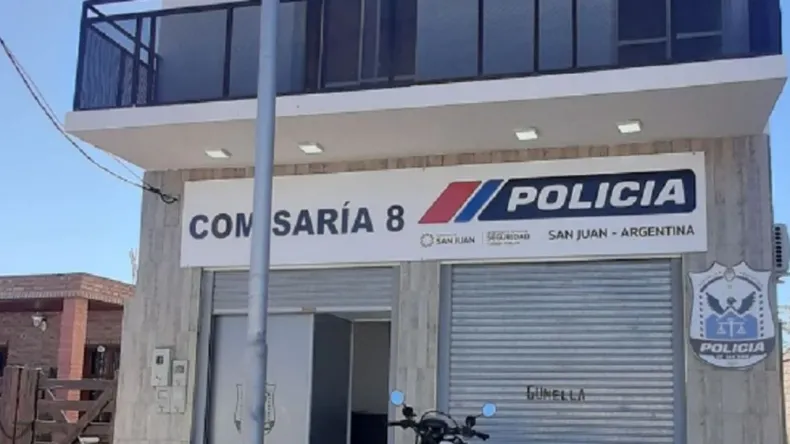 COMISARÍA 8
POLICIA
SAN JUAN
SEGURIDAD
SAN JUAN - ARGENTINA
POLICIA
GUNELLA